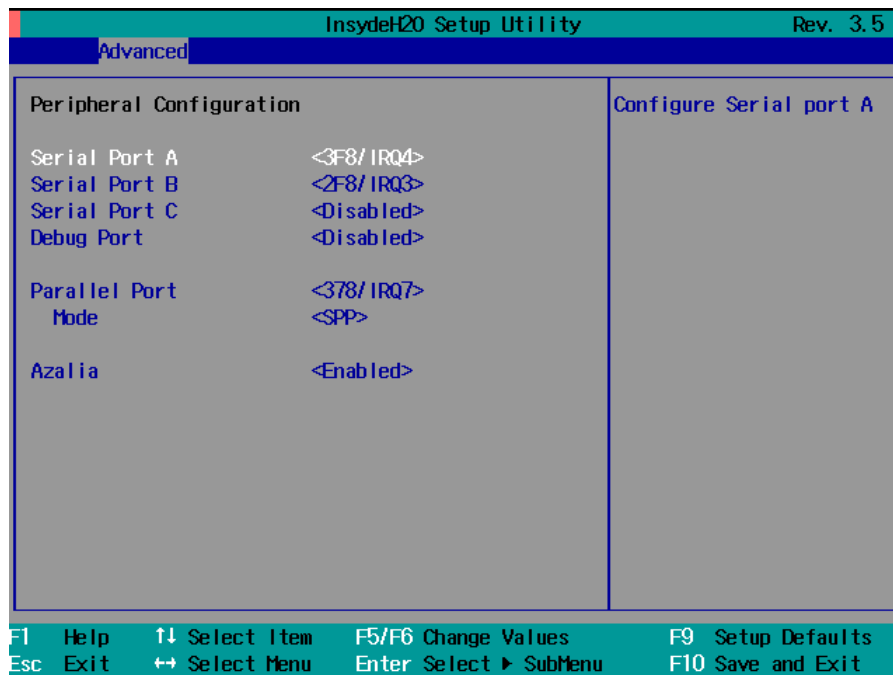 InsydeH2O Setup Utility Rev. 3.5
Advanced
Peripheral Configuration
Configure Serial port A
Serial Port A <3F8/IRQ4>
Serial Port B <2F8/IRQ3>
Serial Port C <Disabled>
Debug Port <Disabled>
Parallel Port <378/IRQ7>
Mode <SPP>
Azalia <Enabled>
F1 Help ↑↓ Select Item F5/F6 Change Values F9 Setup Defaults
Esc Exit ↔ Select Menu Enter Select ▶ SubMenu F10 Save and Exit